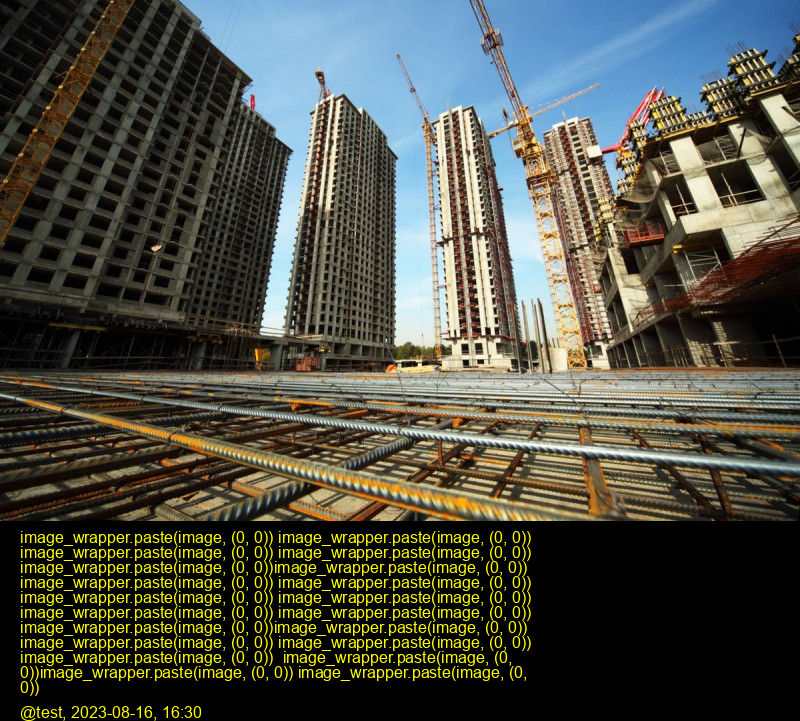 image_wrapper.paste(image, (0, 0)) image_wrapper.paste(image, (0, 0))
image_wrapper.paste(image, (0, 0)) image_wrapper.paste(image, (0, 0))
image_wrapper.paste(image, (0, 0))image_wrapper.paste(image, (0, 0))
image_wrapper.paste(image, (0, 0)) image_wrapper.paste(image, (0, 0))
image_wrapper.paste(image, (0, 0)) image_wrapper.paste(image, (0, 0))
image_wrapper.paste(image, (0, 0)) image_wrapper.paste(image, (0, 0))
image_wrapper.paste(image, (0, 0))image_wrapper.paste(image, (0, 0))
image_wrapper.paste(image, (0, 0)) image_wrapper.paste(image, (0, 0))
image_wrapper.paste(image, (0, 0))  image_wrapper.paste(image, (0,
0))image_wrapper.paste(image, (0, 0)) image_wrapper.paste(image, (0,
0))
@test, 2023-08-16, 16:30